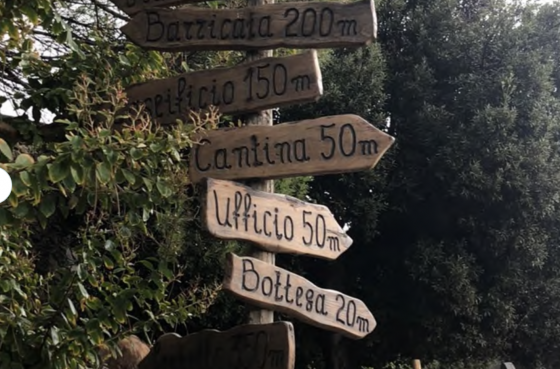 Barricata 200m
150m
Cantina 50m
Ufficio 50m
Bottega 20m